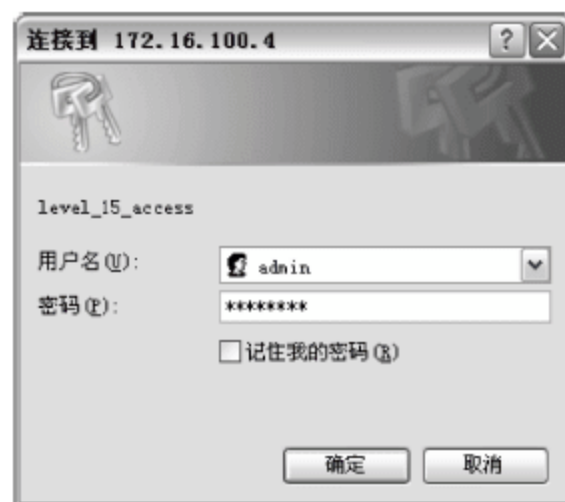 连接到 172.16.100.4
level_15_access
用户名(U): admin
密码(P): ********
记住我的密码(R)
确定 取消